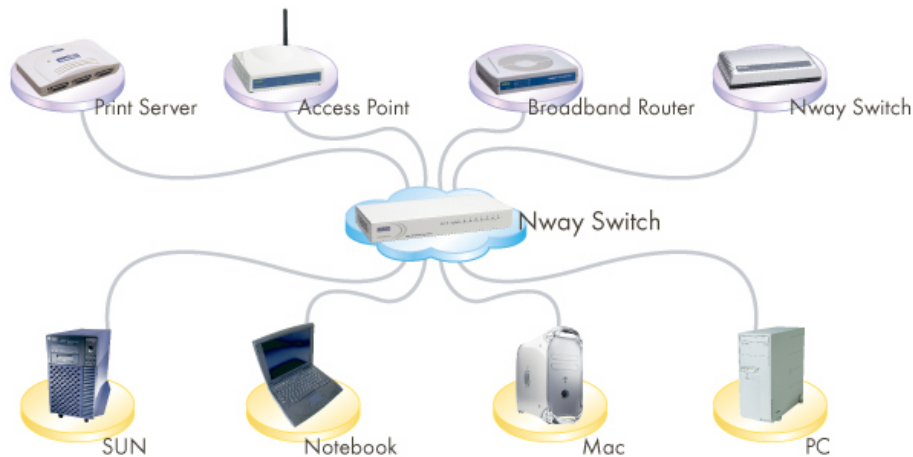 Print Server
Access Point
Broadband Router
Nway Switch
Nway Switch
SUN
Notebook
Mac
PC